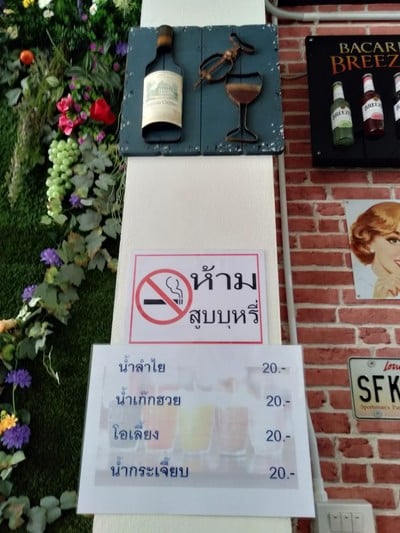 BACARDI
BREEZE
ห้าม
สูบบุหรี่
น้ำลำไย 20.-
น้ำเก๊กฮวย 20.-
โอเลี้ยง 20.-
น้ำกระเจี๊ยบ 20.-
SFK